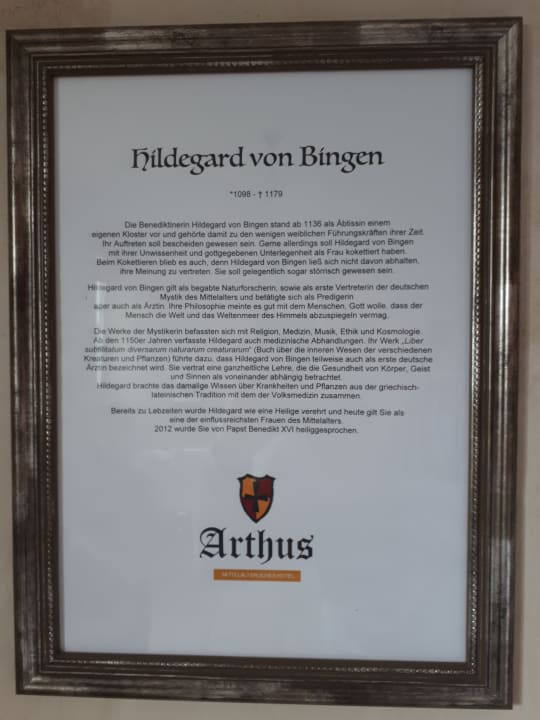 Hildegard von Bingen
*1098 - † 1179
Die Benediktinerin Hildegard von Bingen stand ab 1136 als Äbtissin einem
eigenen Kloster vor und gehörte damit zu den wenigen weiblichen Führungskräften ihrer Zeit.
Ihr Auftreten soll bescheiden gewesen sein. Gerne allerdings soll Hildegard von Bingen
mit ihrer Unwissenheit und gottgegebenen Unterlegenheit als Frau kokettiert haben.
Beim Kokettieren blieb es auch, denn Hildegard von Bingen ließ sich nicht davon abhalten,
ihre Meinung zu vertreten. Sie soll gelegentlich sogar störrisch gewesen sein.
Hildegard von Bingen gilt als begabte Naturforscherin, sowie als erste Vertreterin der deutschen
Mystik des Mittelalters und betätigte sich als Predigerin
aber auch als Ärztin. Ihre Philosophie meinte es gut mit dem Menschen. Gott wolle, dass der
Mensch die Welt und das Weltenmeer des Himmels abzuspiegeln vermag.
Die Werke der Mystikerin befassten sich mit Religion, Medizin, Musik, Ethik und Kosmologie.
Ab den 1150er Jahren verfasste Hildegard auch medizinische Abhandlungen. Ihr Werk „Liber
subtilitatum diversarum naturarum creaturarum" (Buch über die inneren Wesen der verschiedenen
Kreaturen und Pflanzen) führte dazu, dass Hildegard von Bingen teilweise auch als erste deutsche
Ärztin bezeichnet wird. Sie vertrat eine ganzheitliche Lehre, die die Gesundheit von Körper, Geist
und Sinnen als voneinander abhängig betrachtet.
Hildegard brachte das damalige Wissen über Krankheiten und Pflanzen aus der griechisch-
lateinischen Tradition mit dem der Volksmedizin zusammen.
Bereits zu Lebzeiten wurde Hildegard wie eine Heilige verehrt und heute gilt Sie als
eine der einflussreichsten Frauen des Mittelalters.
2012 wurde Sie von Papst Benedikt XVI heiliggesprochen.
Arthus
MITTELALTERLICHES HOTEL